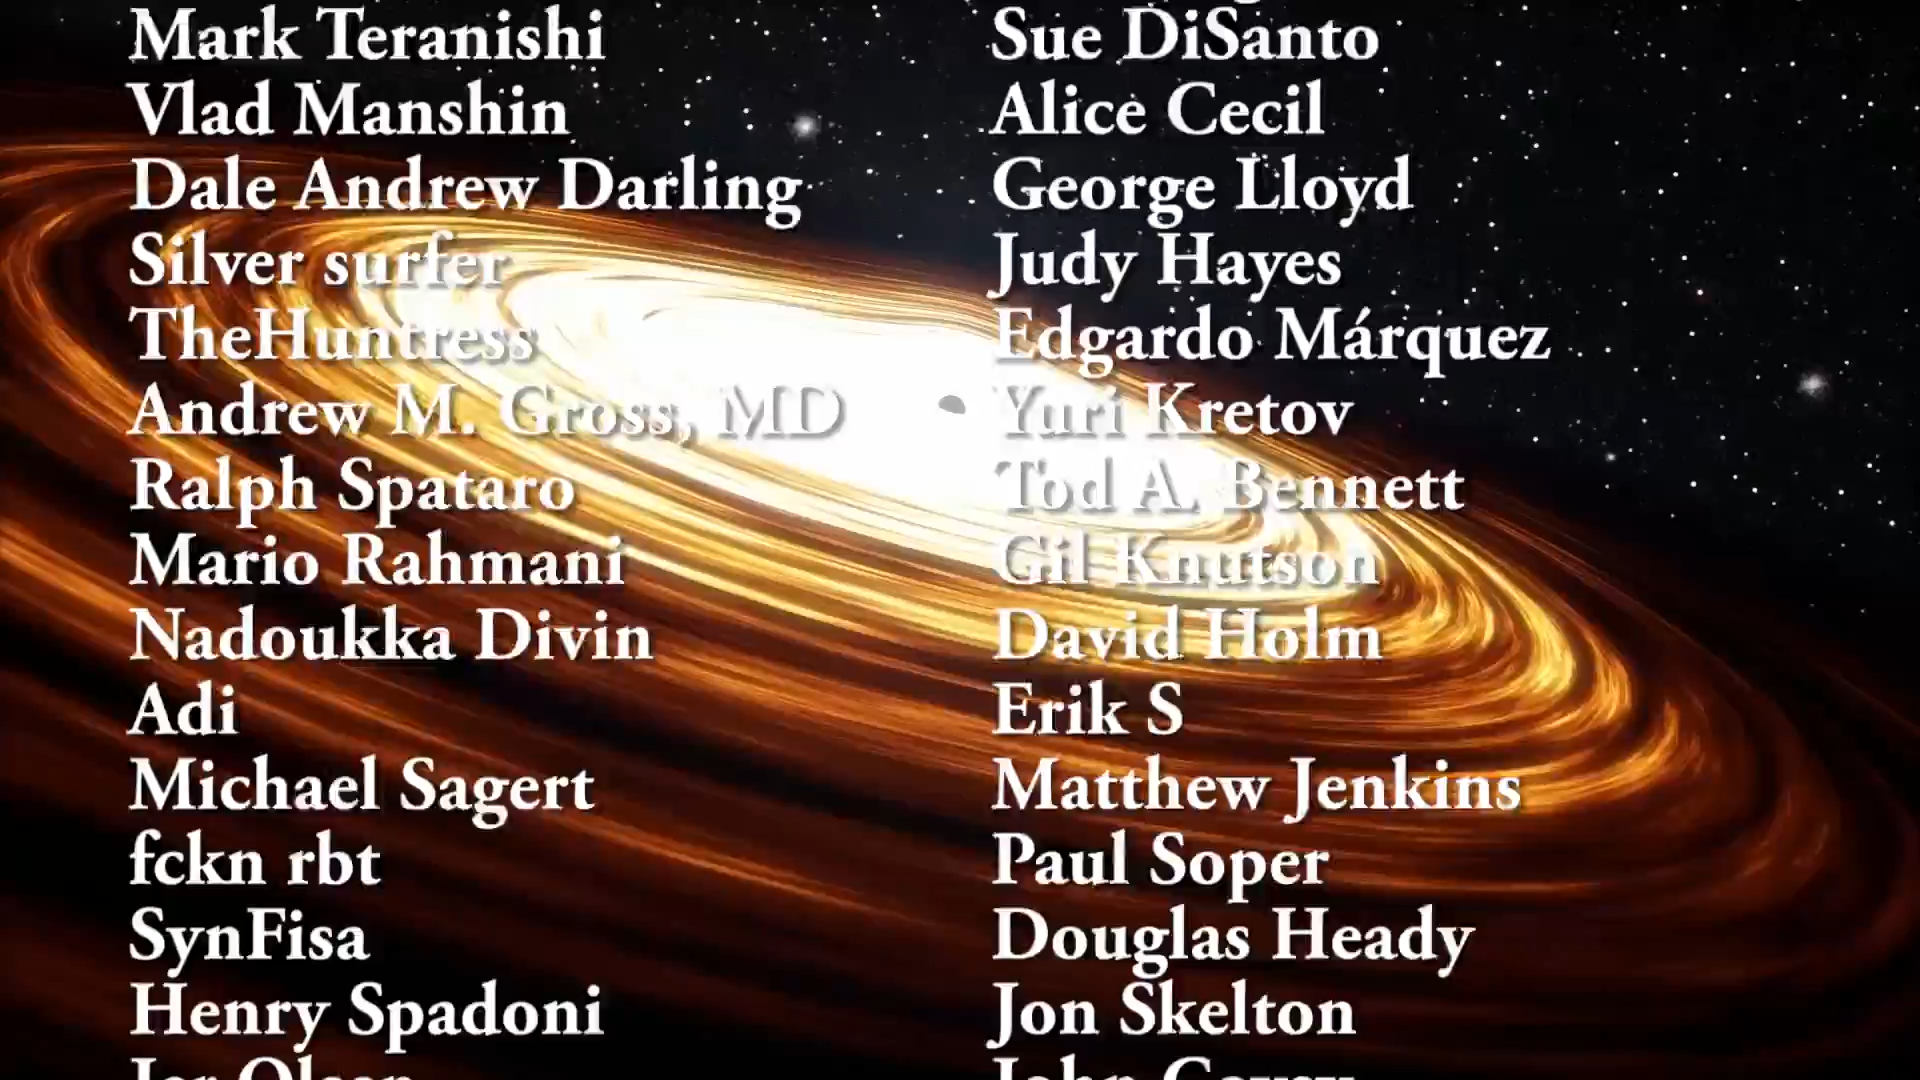 Mark Teranishi
Vlad Manshin
Dale Andrew Darling
Silver surfer
TheHuntress
Andrew M. Gross, MD
Ralph Spataro
Mario Rahmani
Nadoukka Divin
Adi
Michael Sagert
fckn rbt
SynFisa
Henry Spadoni
Sue DiSanto
Alice Cecil
George Lloyd
Judy Hayes
Edgardo Márquez
Yuri Kretov
Tod A. Bennett
Gil Knutson
David Holm
Erik S
Matthew Jenkins
Paul Soper
Douglas Heady
Jon Skelton
John